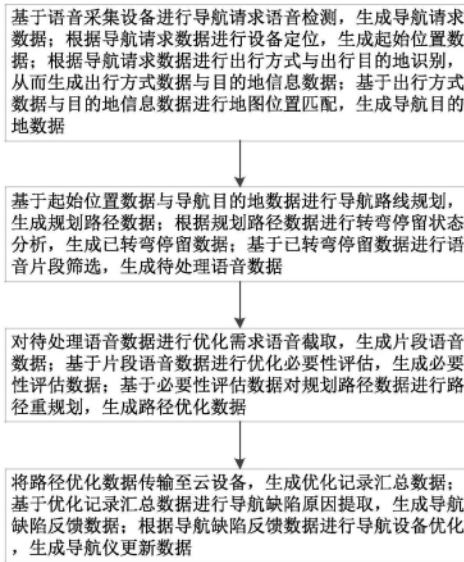 基于语音采集设备进行导航请求语音检测，生成导航请求
数据；根据导航请求数据进行设备定位，生成起始位置数
据；根据导航请求数据进行出行方式与出行目的地识别，
从而生成出行方式数据与目的地信息数据；基于出行方式
数据与目的地信息数据进行地图位置匹配，生成导航目的
地数据
基于起始位置数据与导航目的地数据进行导航路线规划，
生成规划路径数据；根据规划路径数据进行转弯停留状态
分析，生成已转弯停留数据；基于已转弯停留数据进行语
音片段筛选，生成待处理语音数据
对待处理语音数据进行优化需求语音截取，生成片段语音
数据；基于片段语音数据进行优化必要性评估，生成必要
性评估数据；基于必要性评估数据对规划路径数据进行路
径重规划，生成路径优化数据
将路径优化数据传输至云设备，生成优化记录汇总数据；
基于优化记录汇总数据进行导航缺陷原因提取，生成导航
缺陷反馈数据；根据导航缺陷反馈数据进行导航设备优化
，生成导航仪更新数据